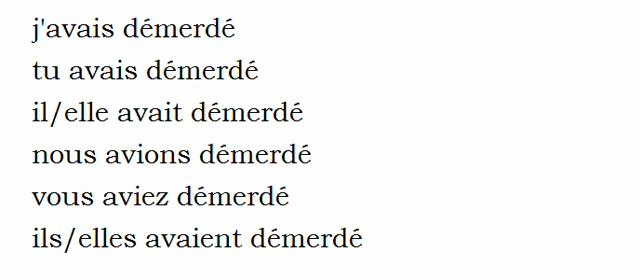 j'avais démerdé
tu avais démerdé
il/elle avait démerdé
nous avions démerdé
vous aviez démerdé
ils/elles avaient démerdé